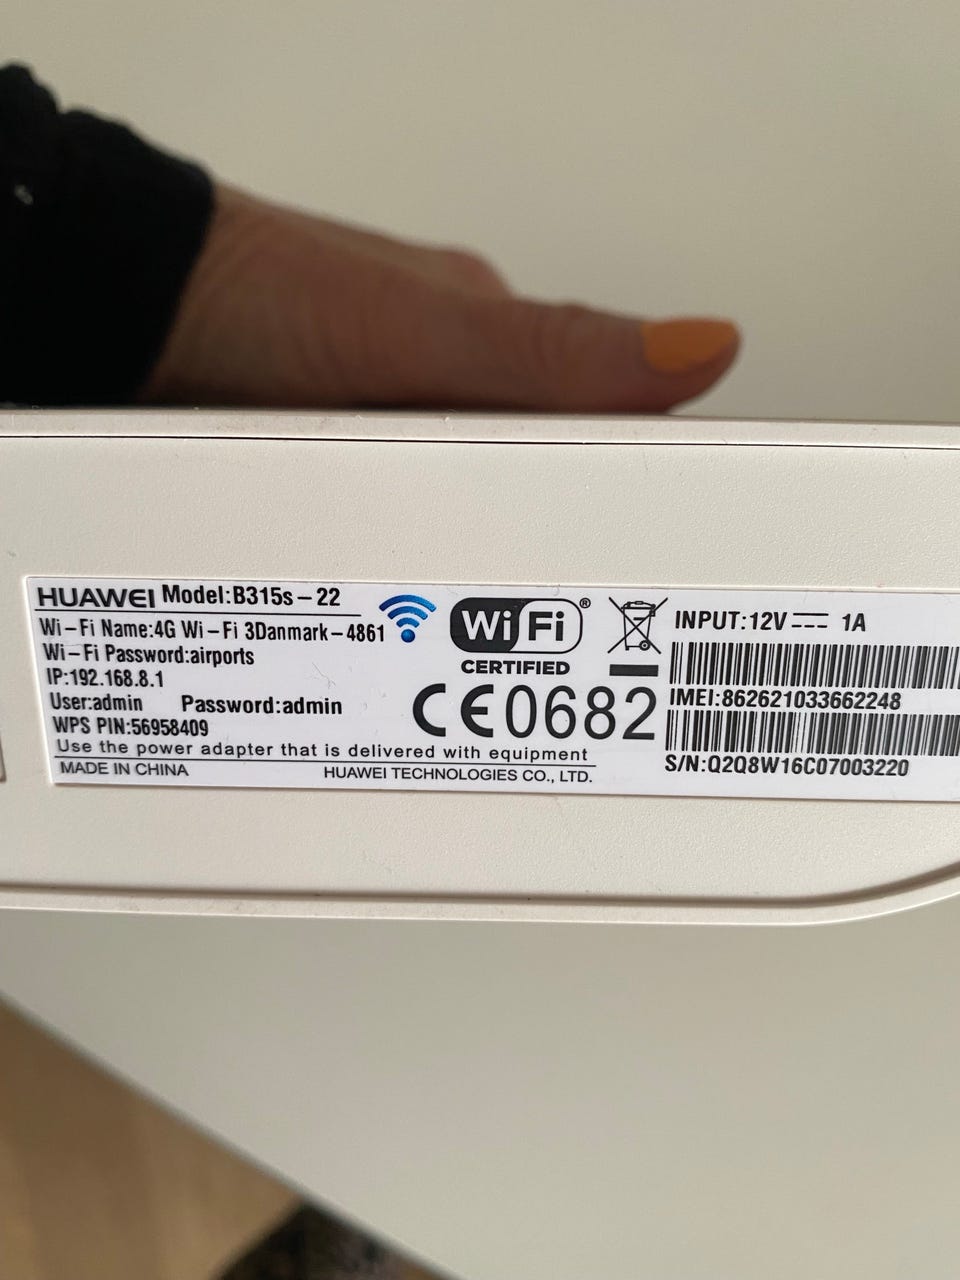 HUAWEI Model:B315s-22
Wi-Fi Name:4G Wi-Fi 3Danmark-4861
Wi-Fi Password:airports
IP:192.168.8.1
User:admin Password:admin
WPS PIN:56958409
Use the power adapter that is delivered with equipment
MADE IN CHINA HUAWEI TECHNOLOGIES CO., LTD.
Wi Fi ®
CERTIFIED
CE0682
INPUT:12V ⎓ 1A
IMEI:862621033662248
S/N:Q2Q8W16C07003220